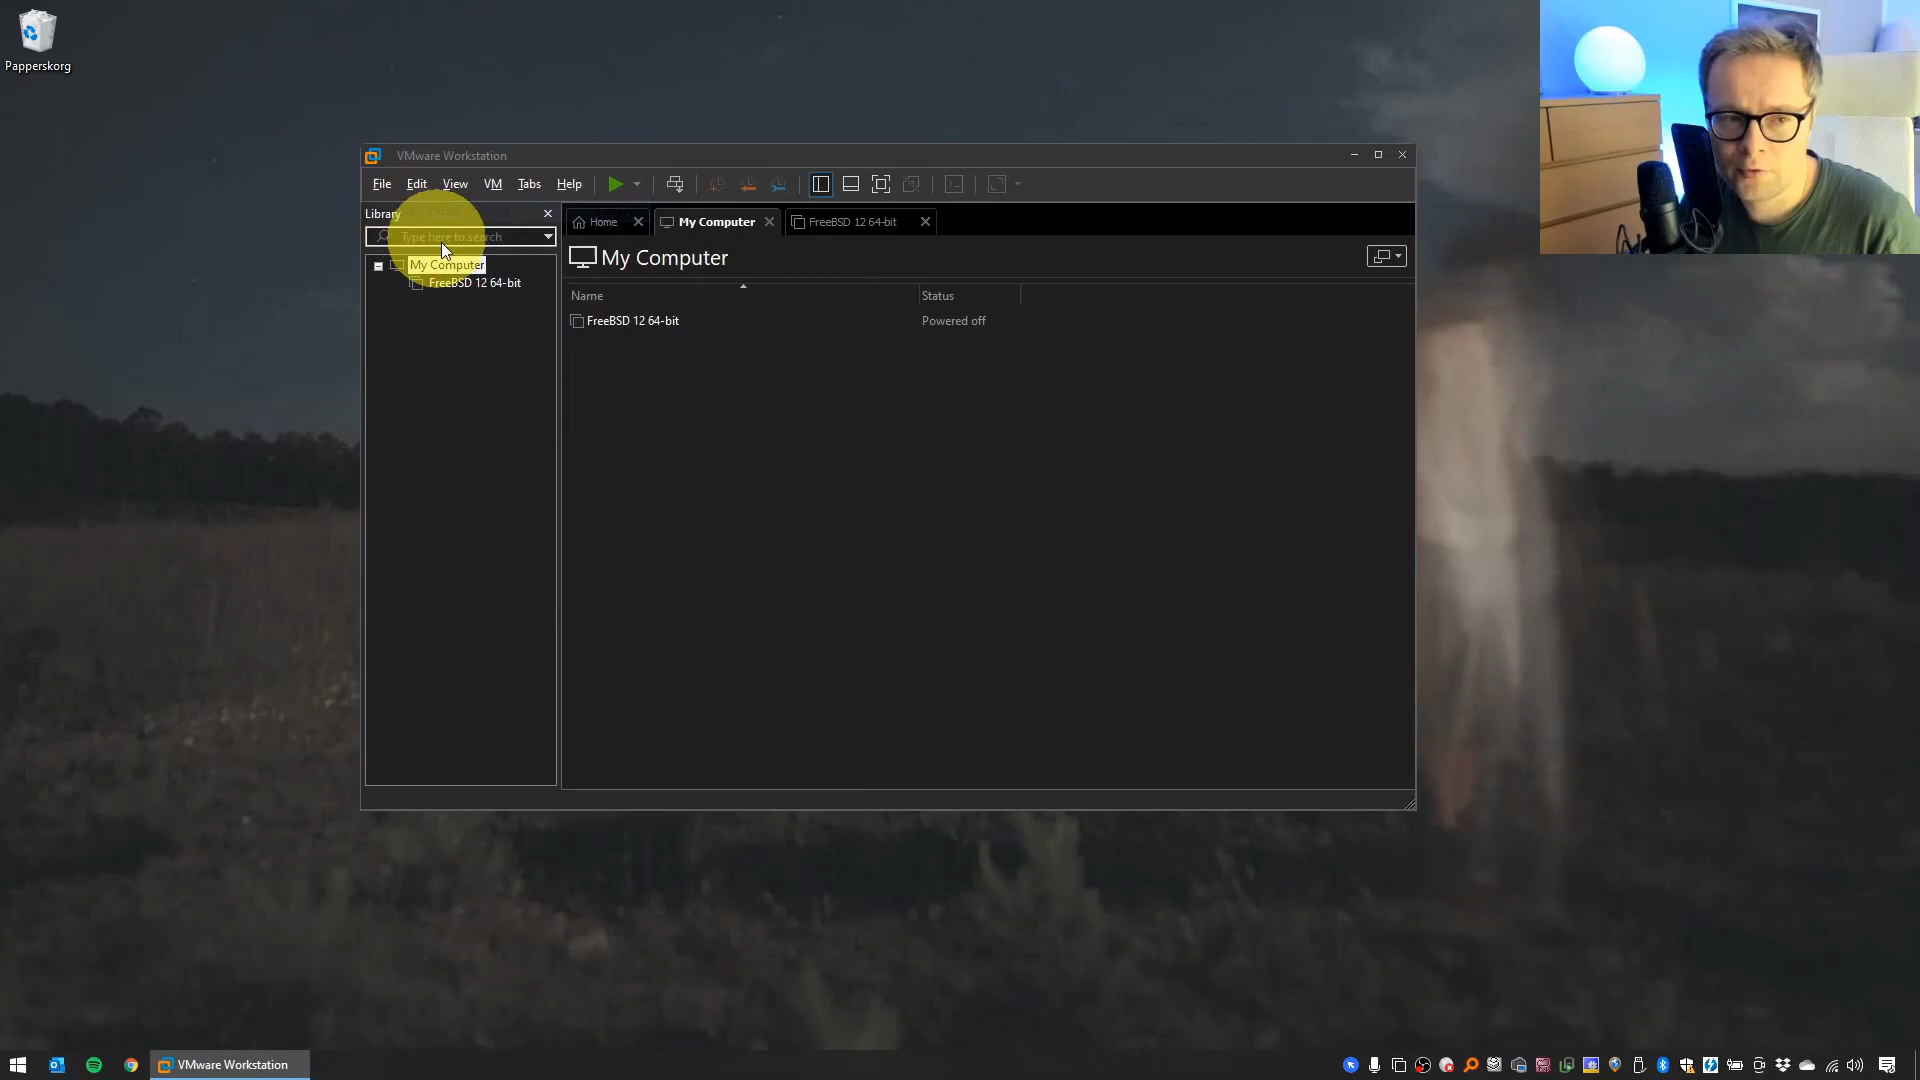 Papperskorg
VMware Workstation
File Edit View VM Tabs Help
Library
Type here to search
Home My Computer FreeBSD 12 64-bit
My Computer
FreeBSD 12 64-bit
My Computer
Name Status
FreeBSD 12 64-bit Powered off
VMware Workstation